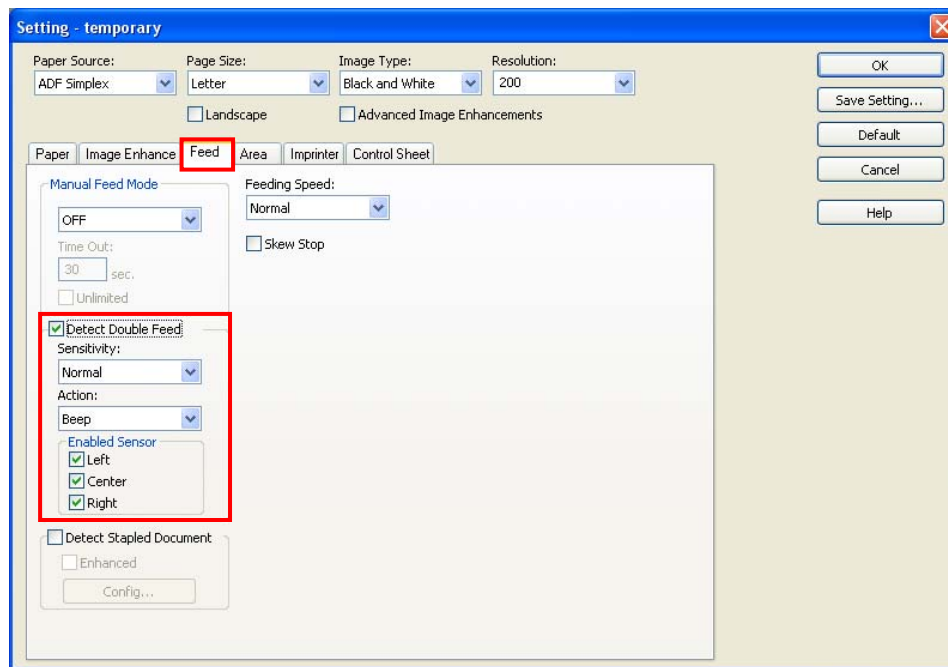 Setting - temporary
Paper Source: Page Size: Image Type: Resolution:
ADF Simplex Letter Black and White 200
Landscape Advanced Image Enhancements
OK
Save Setting...
Default
Cancel
Help
Paper Image Enhance Feed Area Imprinter Control Sheet
Manual Feed Mode
OFF
Time Out:
30 sec.
Unlimited
Detect Double Feed
Sensitivity:
Normal
Action:
Beep
Enabled Sensor
Left
Center
Right
Detect Stapled Document
Enhanced
Config...
Feeding Speed:
Normal
Skew Stop